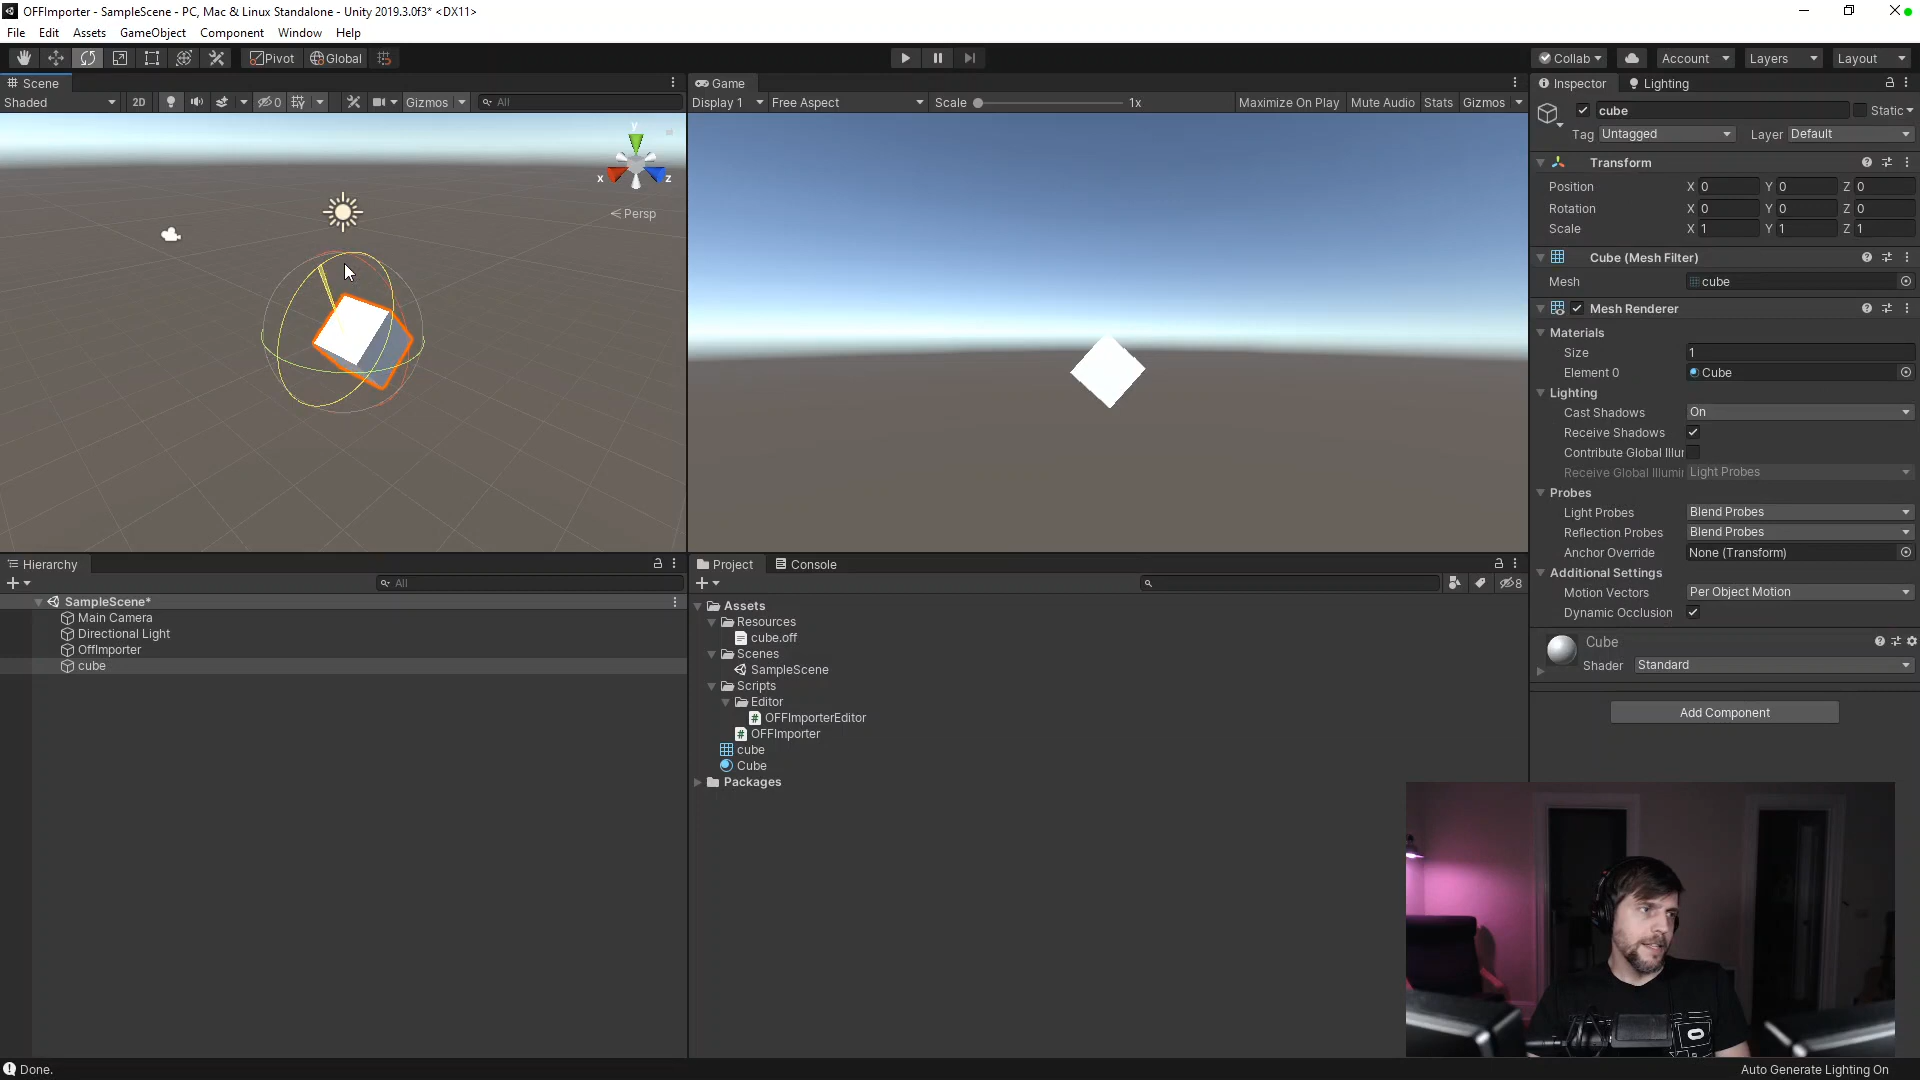 OFFImporter - SampleScene - PC, Mac & Linux Standalone - Unity 2019.3.0f3* <DX11>
File Edit Assets GameObject Component Window Help
Pivot Global Collab Account Layers Layout
Scene
Shaded 2D 0 Gizmos All
y
x z
Persp
Game
Display 1 Free Aspect Scale 1x Maximize On Play Mute Audio Stats Gizmos
Inspector Lighting
cube Static
Tag Untagged Layer Default
Transform
Position X 0 Y 0 Z 0
Rotation X 0 Y 0 Z 0
Scale X 1 Y 1 Z 1
Cube (Mesh Filter)
Mesh cube
Mesh Renderer
Materials
Size 1
Element 0 Cube
Lighting
Cast Shadows On
Receive Shadows
Contribute Global Illur
Receive Global Illumir Light Probes
Probes
Light Probes Blend Probes
Reflection Probes Blend Probes
Anchor Override None (Transform)
Additional Settings
Motion Vectors Per Object Motion
Dynamic Occlusion
Cube
Shader Standard
Add Component
Hierarchy
All
SampleScene*
Main Camera
Directional Light
OffImporter
cube
Project Console
8
Assets
Resources
cube.off
Scenes
SampleScene
Scripts
Editor
OFFImporterEditor
OFFImporter
cube
Cube
Packages
Done.
Auto Generate Lighting On